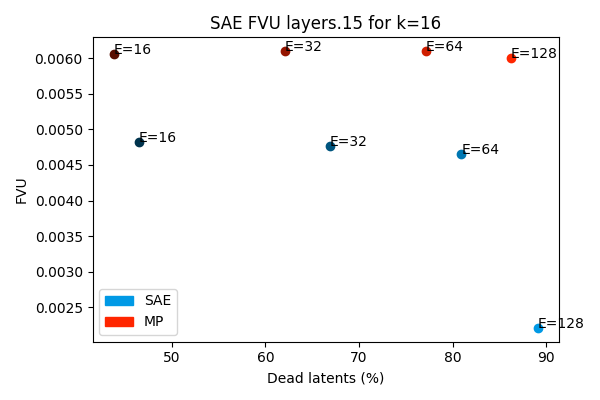 SAE FVU layers.15 for k=16
FVU
0.0060
0.0055
0.0050
0.0045
0.0040
0.0035
0.0030
0.0025
E=16
E=32
E=64
E=128
E=16
E=32
E=64
E=128
SAE
MP
50
60
70
80
90
Dead latents (%)